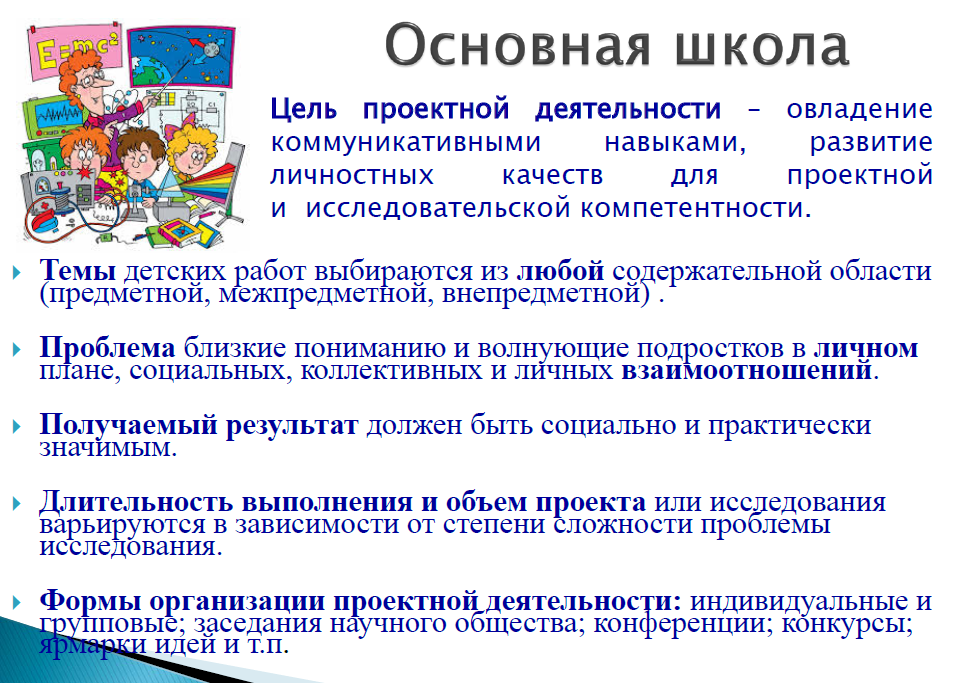 E=mc²
Основная школа
Цель проектной деятельности – овладение
коммуникативными навыками, развитие
личностных качеств для проектной
и исследовательской компетентности.
Темы детских работ выбираются из любой содержательной области
(предметной, межпредметной, внепредметной) .
Проблема близкие пониманию и волнующие подростков в личном
плане, социальных, коллективных и личных взаимоотношений.
Получаемый результат должен быть социально и практически
значимым.
Длительность выполнения и объем проекта или исследования
варьируются в зависимости от степени сложности проблемы
исследования.
Формы организации проектной деятельности: индивидуальные и
групповые; заседания научного общества; конференции; конкурсы;
ярмарки идей и т.п.